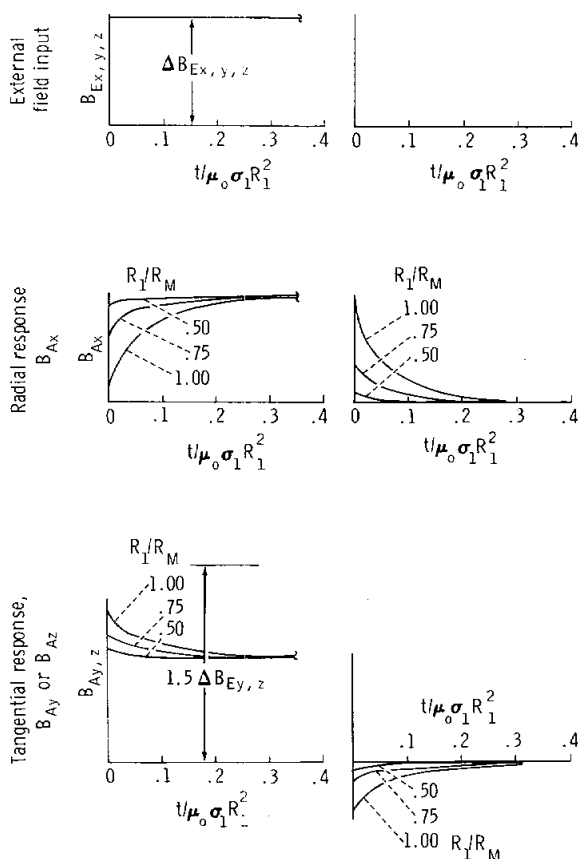 External
field input
B_Ex, y, z
ΔB_Ex, y, z
0 .1 .2 .3 .4
t/μ_o σ_1 R_1^2
0 .1 .2 .3 .4
t/μ_o σ_1 R_1^2
Radial response
B_Ax
B_Ax
R_1/R_M
.50
.75
1.00
0 .1 .2 .3 .4
t/μ_o σ_1 R_1^2
R_1/R_M
1.00
.75
.50
0 .1 .2 .3 .4
t/μ_o σ_1 R_1^2
Tangential response,
B_Ay or B_Az
B_Ay, z
R_1/R_M
1.00
.75
.50
1.5 ΔB_Ey, z
0 .1 .2 .3 .4
t/μ_o σ_1 R_1^2
t/μ_o σ_1 R_1^2
0 .1 .2 .3 .4
.50
.75
1.00 R_1/R_M